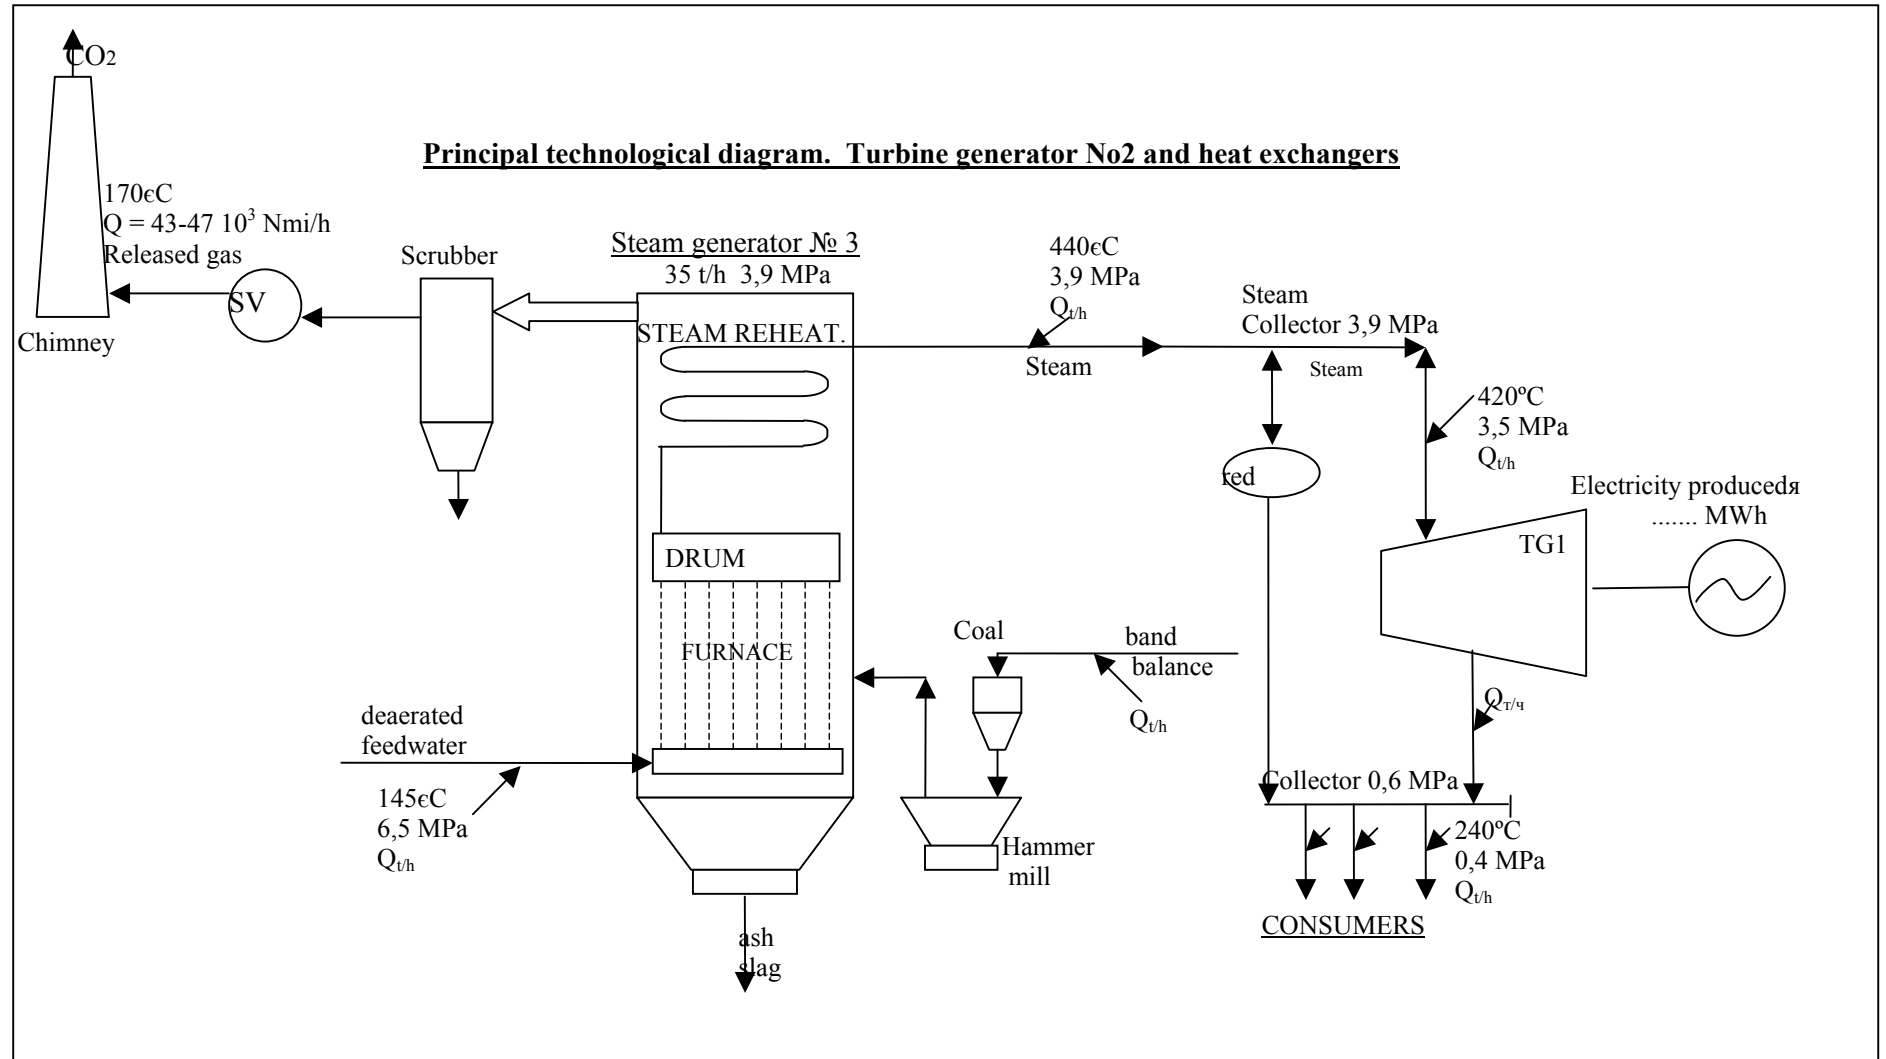 CO2
Principal technological diagram.  Turbine generator No2 and heat exchangers
170єC
Q = 43-47 10³ Nmі/h
Released gas
SV
Chimney
Scrubber
Steam generator № 3
35 t/h  3,9 MPa
STEAM REHEAT.
DRUM
FURNACE
deaerated
feedwater
145єC
6,5 MPa
Qt/h
ash
slag
Coal
band
balance
Qt/h
Hammer
mill
440єC
3,9 MPa
Qt/h
Steam
Steam
Collector 3,9 MPa
Steam
red
420ºC
3,5 MPa
Qt/h
Electricity producedя
....... MWh
TG1
Qт/ч
Collector 0,6 MPa
240ºC
0,4 MPa
Qt/h
CONSUMERS